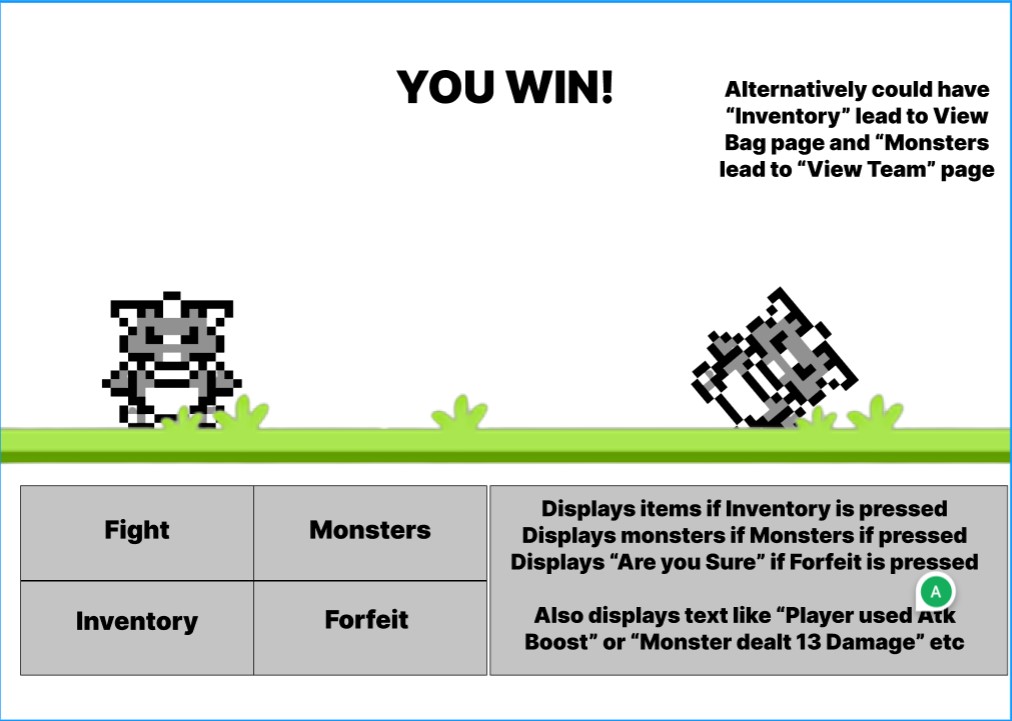 YOU WIN!
Alternatively could have
“Inventory” lead to View
Bag page and “Monsters
lead to “View Team” page
Fight
Monsters
Inventory
Forfeit
Displays items if Inventory is pressed
Displays monsters if Monsters if pressed
Displays “Are you Sure” if Forfeit is pressed
A
Also displays text like “Player used Atk
Boost” or “Monster dealt 13 Damage” etc